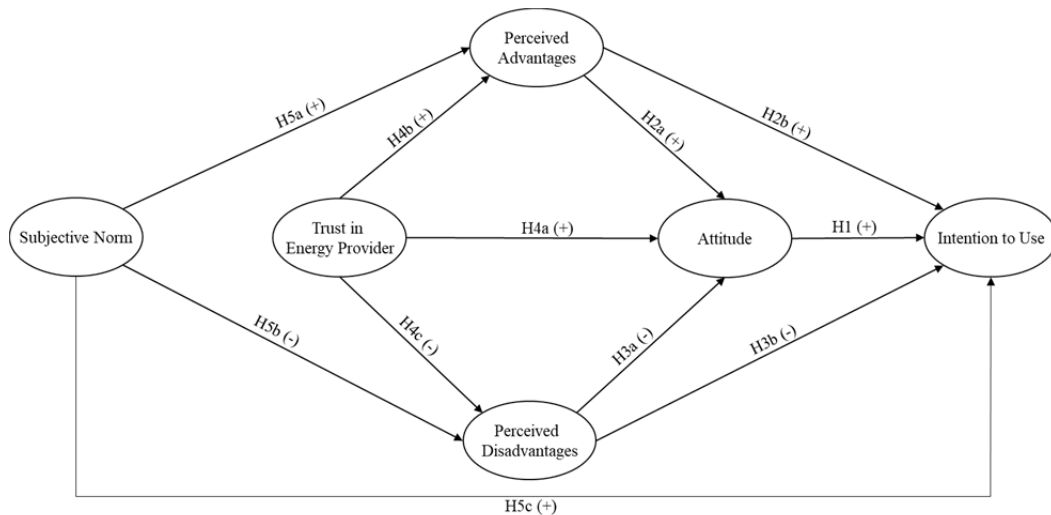 Perceived
Advantages
H5a (+)
H4b (+)
H2a (+)
H2b (+)
Subjective Norm
Trust in
Energy Provider
H4a (+)
Attitude
H1 (+)
Intention to Use
H5b (-)
H4c (-)
H3a (-)
H3b (-)
Perceived
Disadvantages
H5c (+)